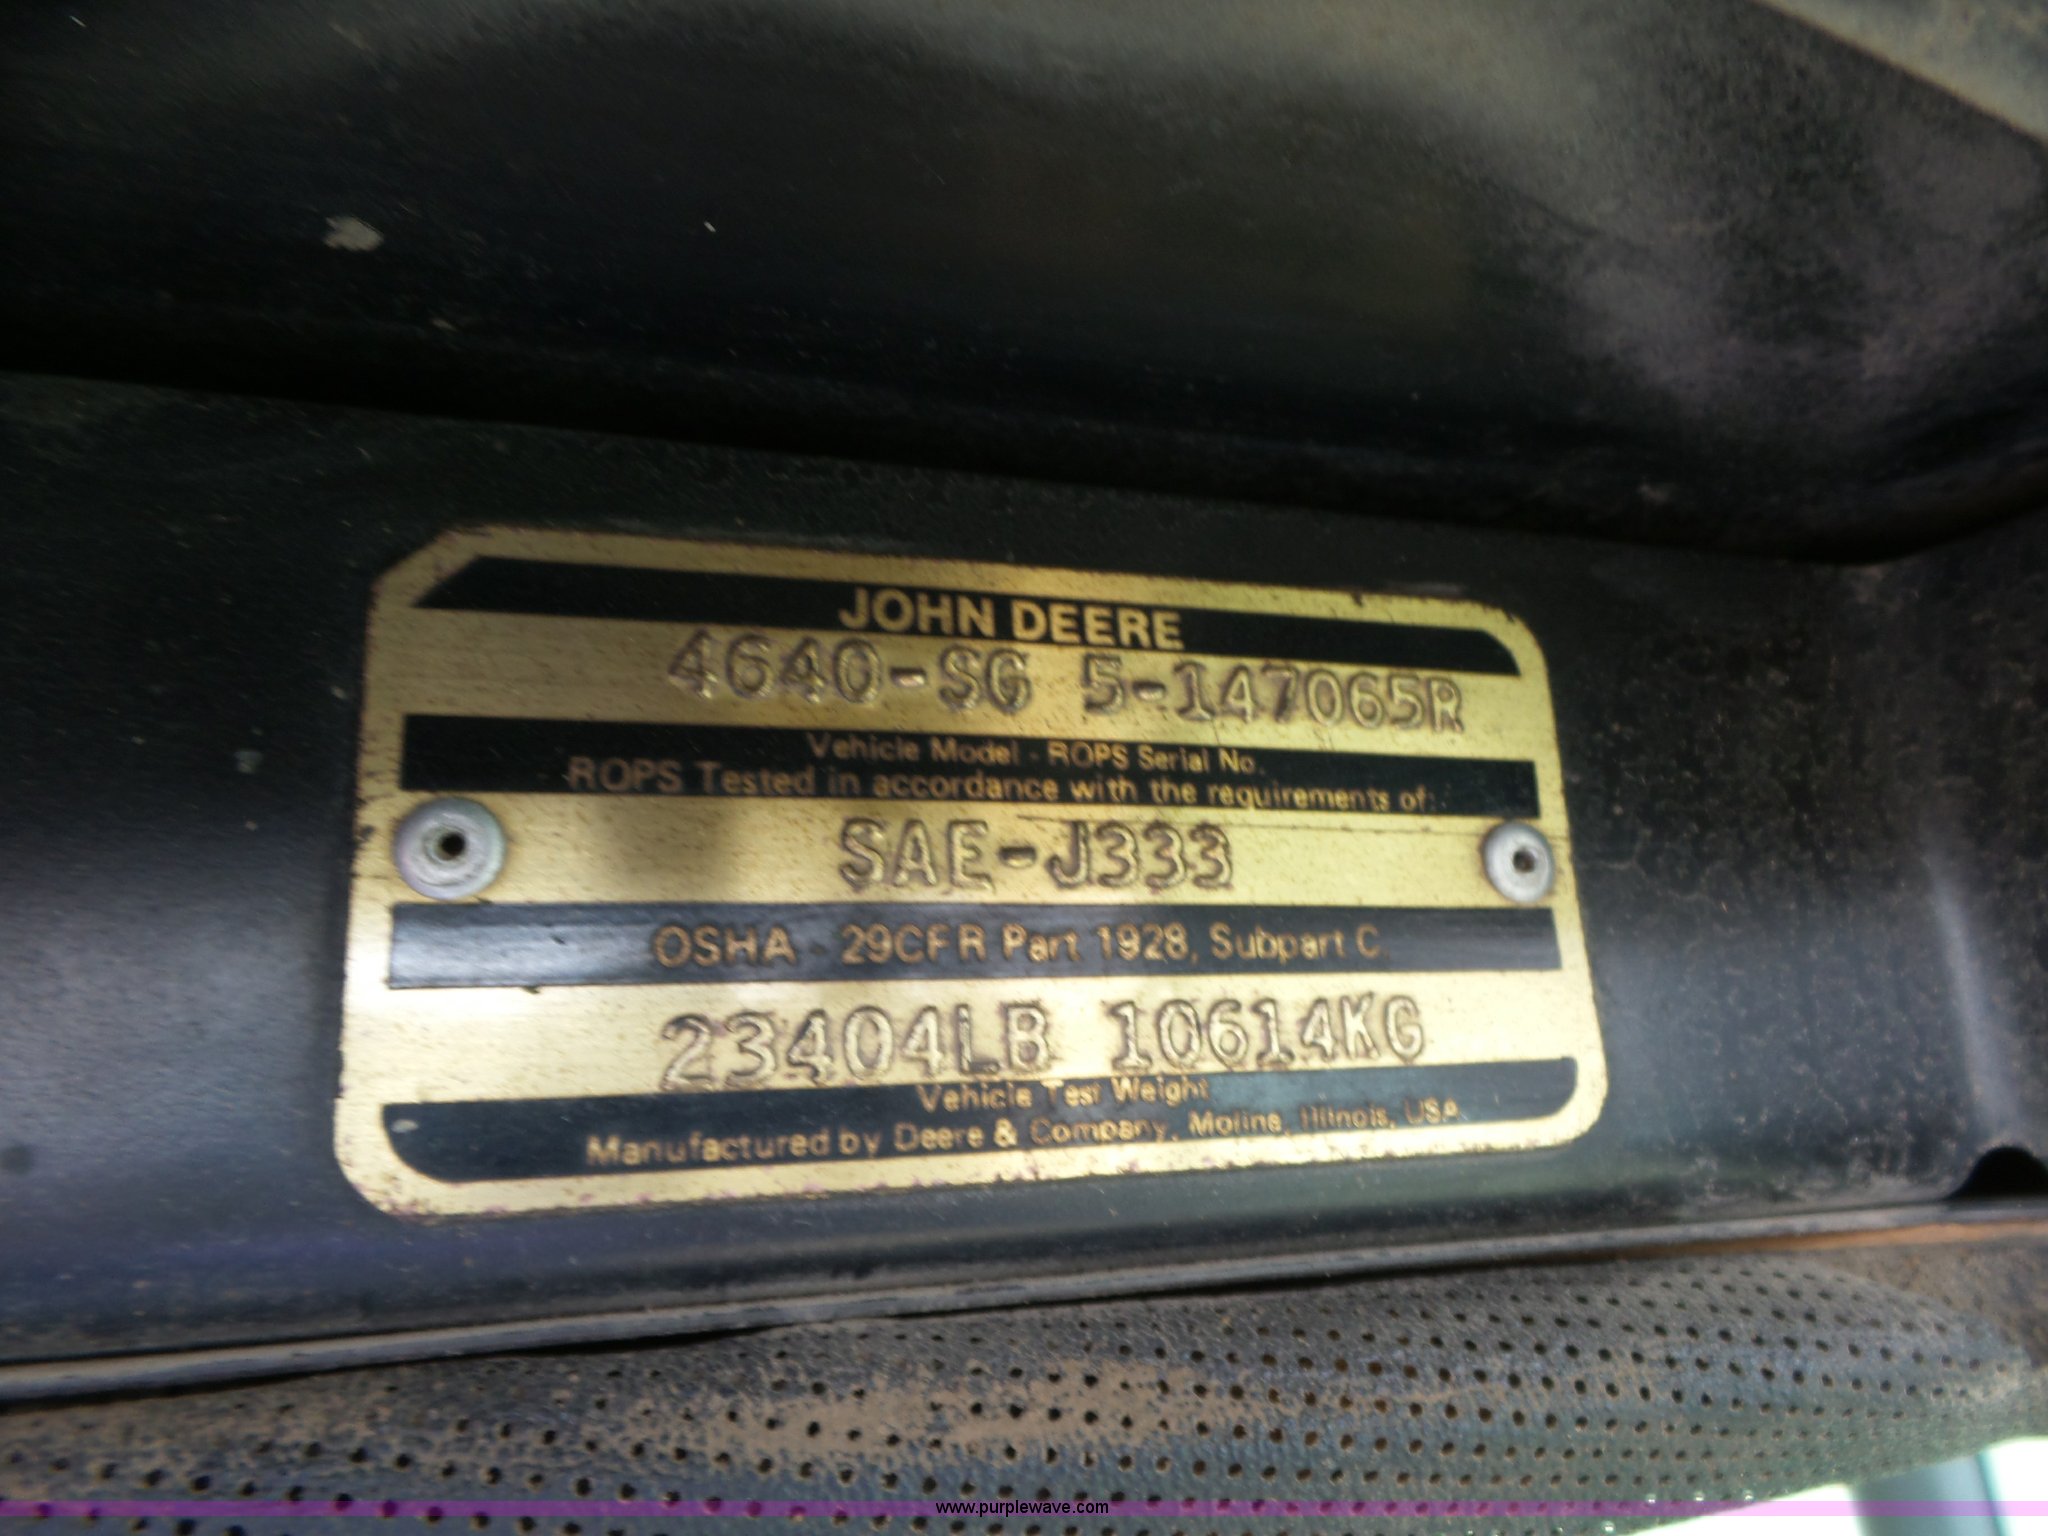 JOHN DEERE
4640-SG 5-147065R
Vehicle Model - ROPS Serial No.
ROPS Tested in accordance with the requirements of:
SAE-J333
OSHA - 29CFR Part 1928, Subpart C.
23404LB 10614KG
Vehicle Test Weight
Manufactured by Deere & Company, Moline, Illinois, USA
www.purplewave.com